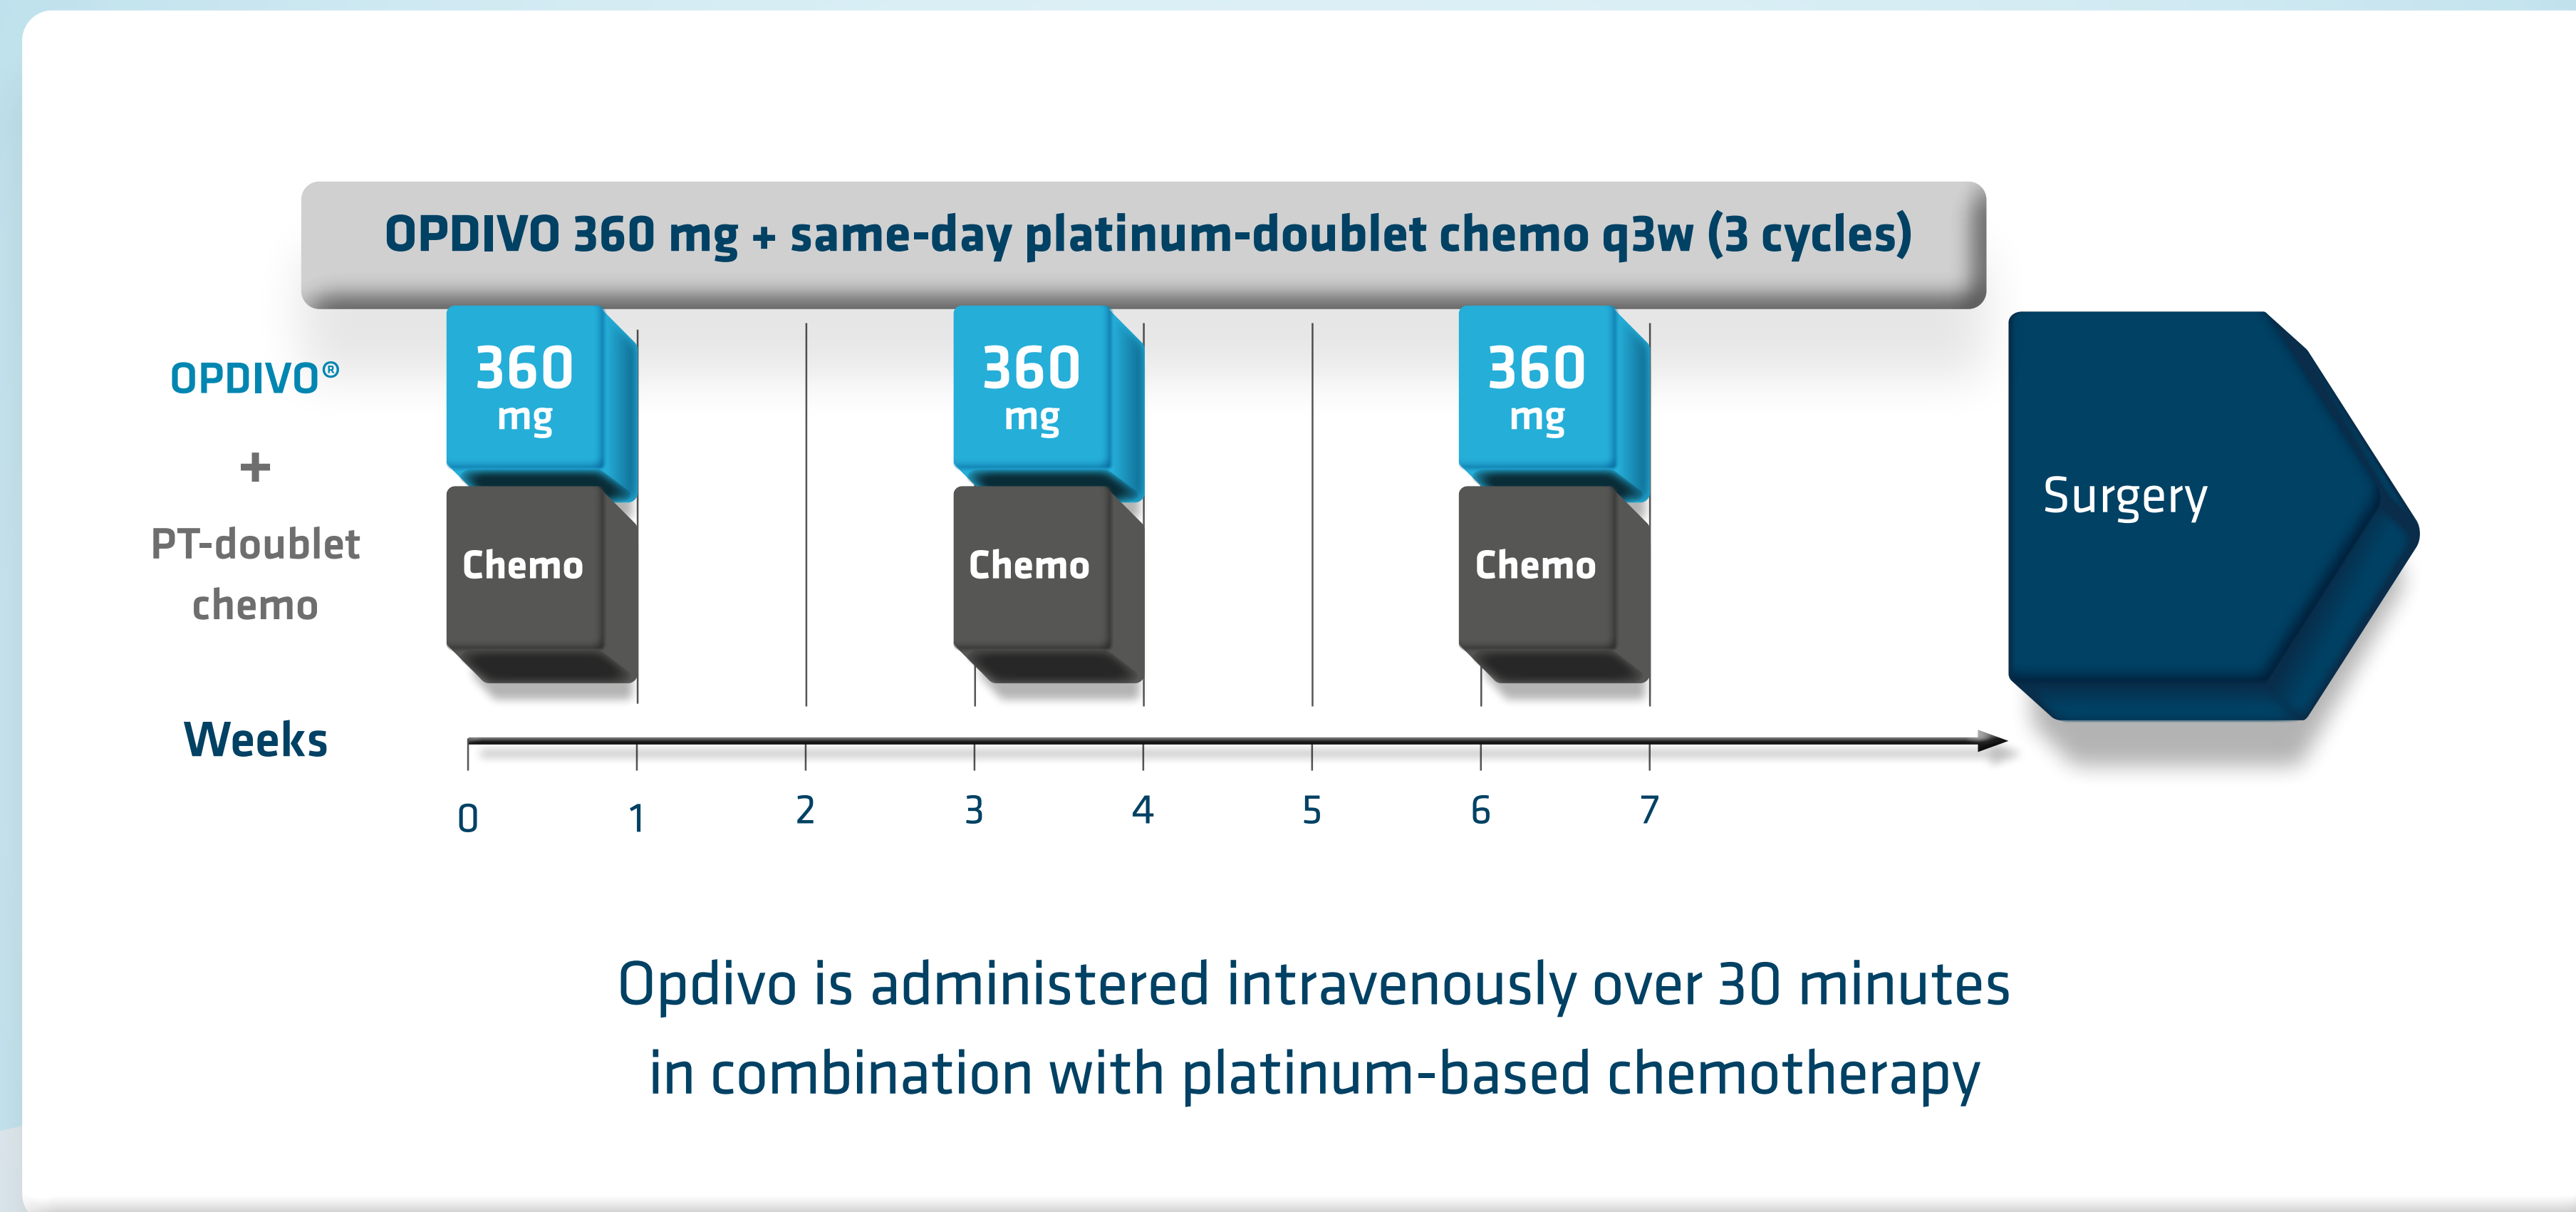 OPDIVO 360 mg + same-day platinum-doublet chemo q3w (3 cycles)
OPDIVO®
+
PT-doublet
chemo
360
mg
360
mg
360
mg
Chemo
Chemo
Chemo
Surgery
Weeks
0 1 2 3 4 5 6 7
Opdivo is administered intravenously over 30 minutes
in combination with platinum-based chemotherapy